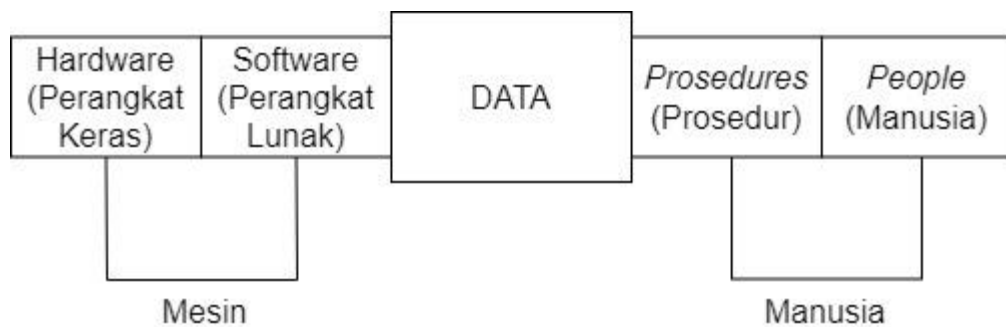 Hardware
(Perangkat
Keras)
Software
(Perangkat
Lunak)
DATA
Prosedures
(Prosedur)
People
(Manusia)
Mesin
Manusia